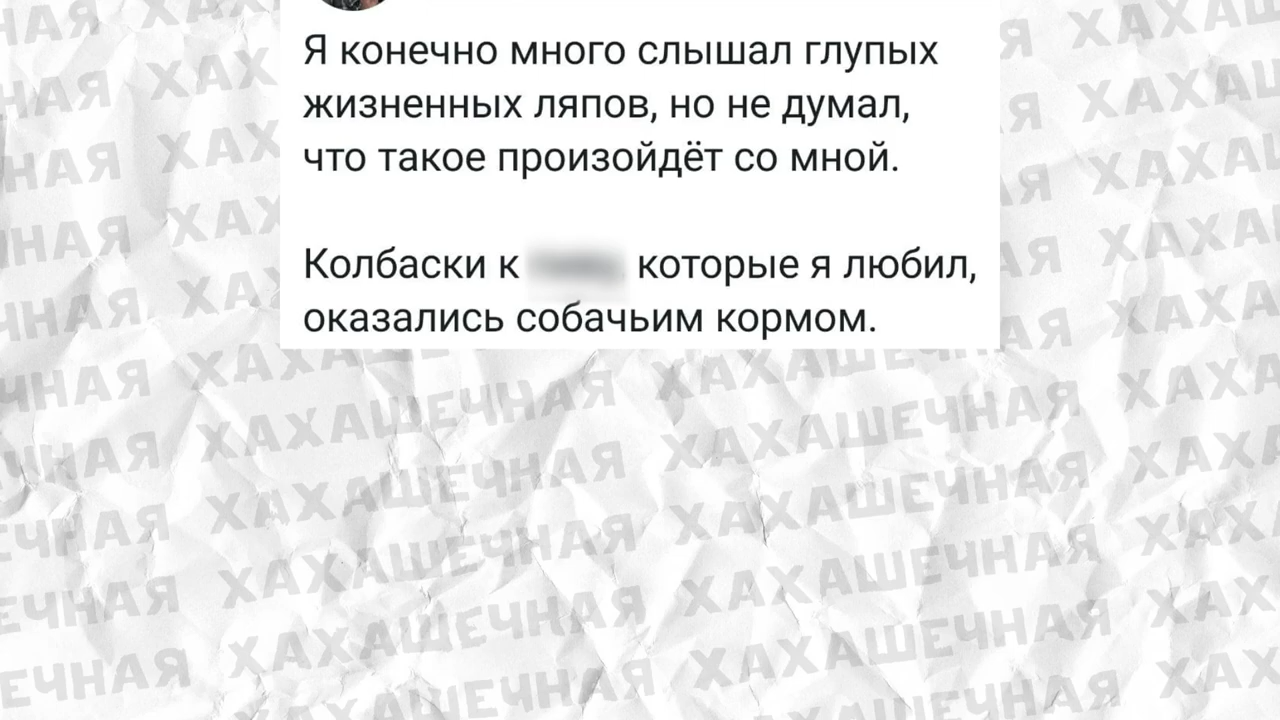 Я конечно много слышал глупых
жизненных ляпов, но не думал,
что такое произойдёт со мной.
Колбаски к которые я любил,
оказались собачьим кормом.
ХАХАШЕЧНАЯ